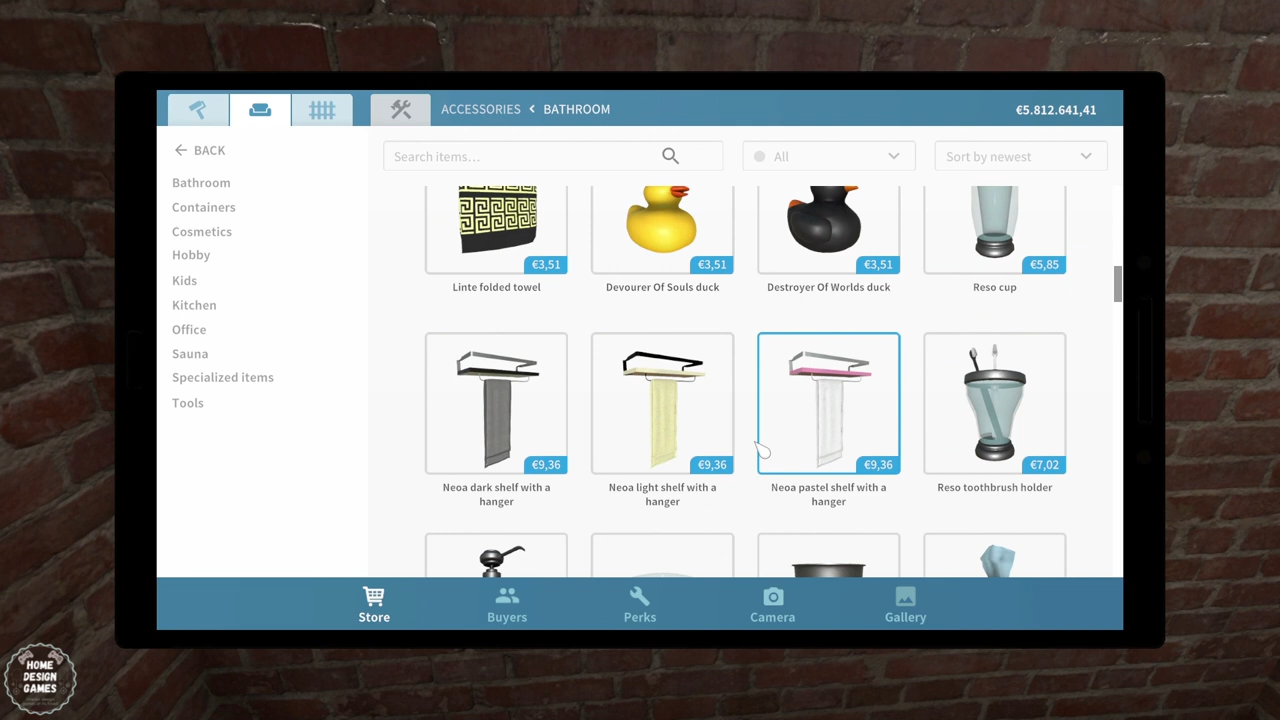 ACCESSORIES < BATHROOM
€5.812.641,41
BACK
Search items...
All
Sort by newest
Bathroom
Containers
Cosmetics
Hobby
Kids
Kitchen
Office
Sauna
Specialized items
Tools
€3,51
€3,51
€3,51
€5,85
Linte folded towel
Devourer Of Souls duck
Destroyer Of Worlds duck
Reso cup
€9,36
€9,36
€9,36
€7,02
Neoa dark shelf with a
hanger
Neoa light shelf with a
hanger
Neoa pastel shelf with a
hanger
Reso toothbrush holder
Store
Buyers
Perks
Camera
Gallery
HOME
DESIGN
GAMES